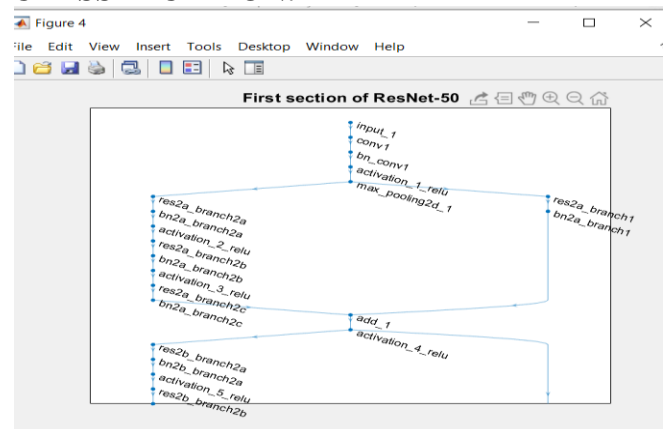 Figure 4
File Edit View Insert Tools Desktop Window Help
First section of ResNet-50
input_1
conv1
bn_conv1
activation_1_relu
max_pooling2d_1
res2a_branch2a
bn2a_branch2a
activation_2_relu
res2a_branch2b
bn2a_branch2b
activation_3_relu
res2a_branch2c
bn2a_branch2c
res2a_branch1
bn2a_branch1
add_1
activation_4_relu
res2b_branch2a
bn2b_branch2a
activation_5_relu
res2b_branch2b